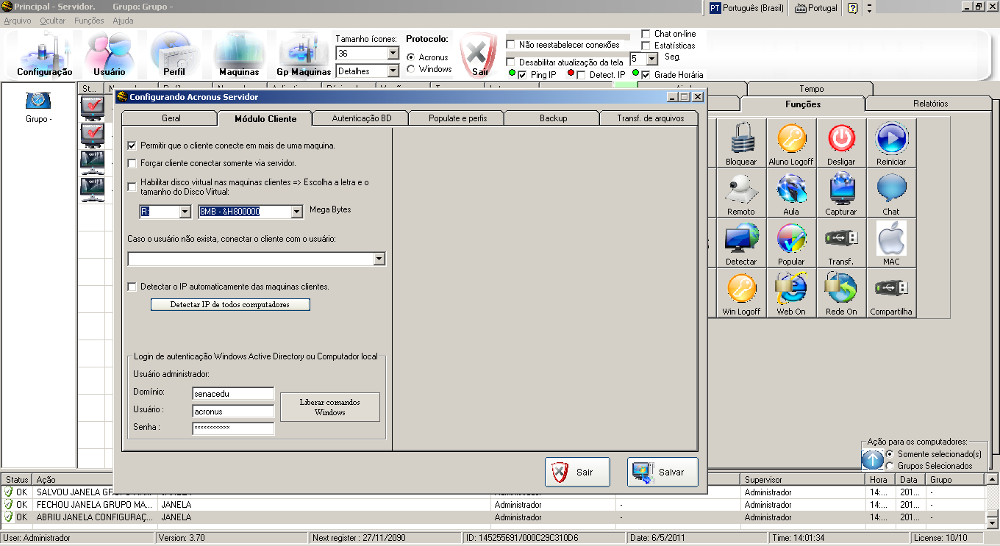 Principal - Servidor. Grupo: Grupo -
PT Português (Brasil) Portugal
Arquivo Ocultar Funções Ajuda
Configuração
Usuário
Perfil
Maquinas
Gp Maquinas
Tamanho ícones:
36
Detalhes
Protocolo:
Acronus
Windows
Sair
Não reestabelecer conexões
Desabilitar atualização da tela 5 Seg.
Ping IP Detect. IP Grade Horária
Chat on-line
Estatísticas
Grupo -
St...
Configurando Acronus Servidor
Geral
Módulo Cliente
Autenticação BD
Populate e perfis
Backup
Transf. de arquivos
Permitir que o cliente conecte em mais de uma maquina.
Forçar cliente conectar somente via servidor.
Habilitar disco virtual nas maquinas clientes => Escolha a letra e o
tamanho do Disco Virtual:
R: 8MB - &H800000 Mega Bytes
Caso o usuário não exista, conectar o cliente com o usuário:
Detectar o IP automaticamente das maquinas clientes.
Detectar IP de todos computadores
Login de autenticação Windows Active Directory ou Computador local
Usuário administrador:
Domínio: senacedu
Usuário : acronus
Senha : ************
Liberar comandos
Windows
Sair
Salvar
Tempo
Funções
Relatórios
Bloquear Aluno Logoff Desligar Reiniciar
Remoto Aula Capturar Chat
Detectar Popular Transf. MAC
Win Logoff Web On Rede On Compartilha
Ação para os computadores:
Somente selecionado(s)
Grupos Selecionados
Status Ação Supervisor Hora Data Grupo
OK SALVOU JANELA GRUPO MA... JANELA Administrador - Administrador 14:... 201... -
OK FECHOU JANELA GRUPO MA... JANELA Administrador - Administrador 14:... 201... -
OK ABRIU JANELA CONFIGURAÇ... JANELA Administrador - Administrador 14:... 201... -
User: Administrador Version: 3.70 Next register : 27/11/2090 ID: 145255691/000C29C310D6 Date: 6/5/2011 Time: 14:01:34 License: 10/10